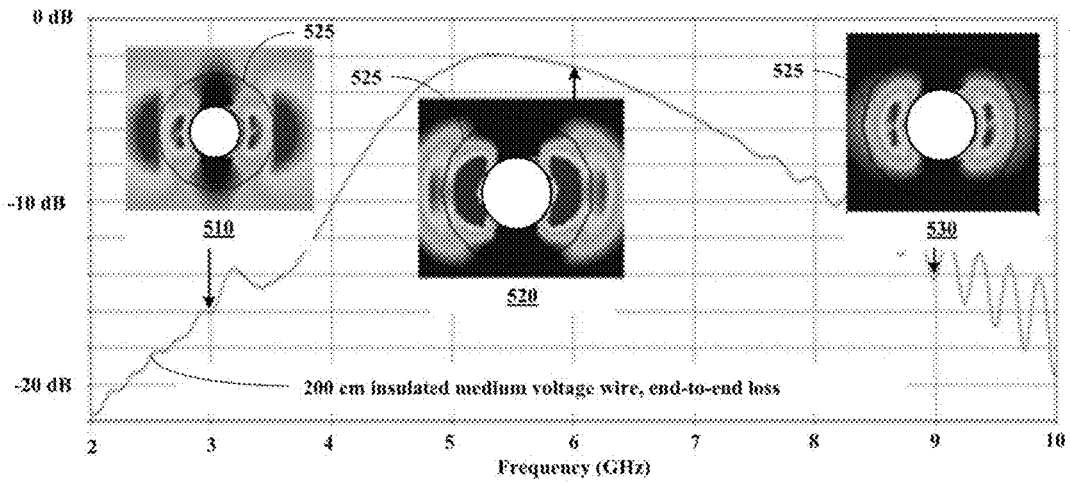 0 dB
525
525
525
-10 dB
510
520
530
-20 dB
200 cm insulated medium voltage wire, end-to-end loss
2 3 4 5 6 7 8 9 10
Frequency (GHz)